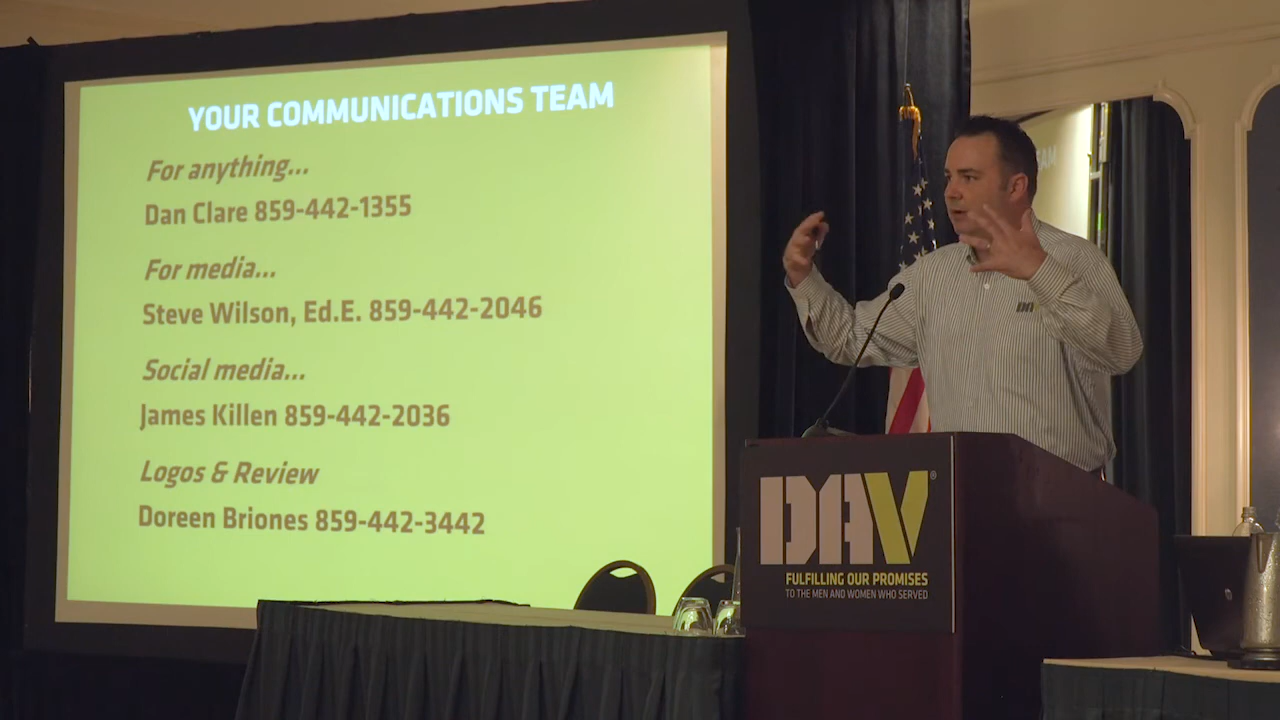 YOUR COMMUNICATIONS TEAM
For anything...
Dan Clare 859-442-1355
For media...
Steve Wilson, Ed.E. 859-442-2046
Social media...
James Killen 859-442-2036
Logos & Review
Doreen Briones 859-442-3442
DAV®
FULFILLING OUR PROMISES
TO THE MEN AND WOMEN WHO SERVED